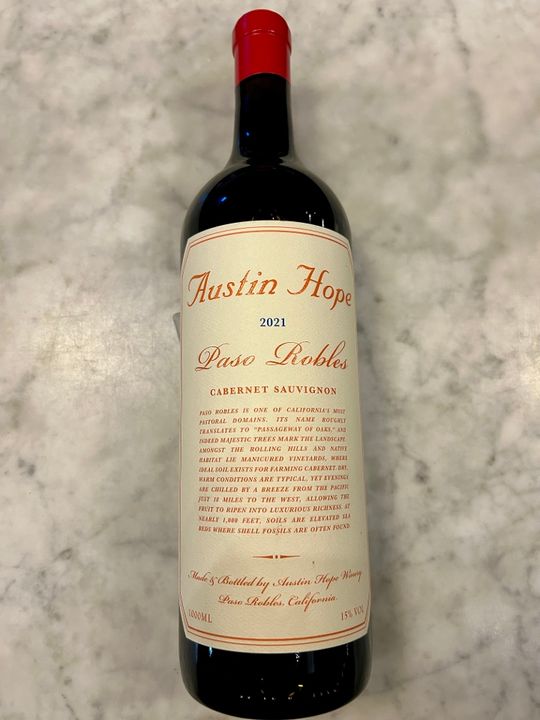 Austin Hope
2021
Paso Robles
CABERNET SAUVIGNON
PASO ROBLES IS ONE OF CALIFORNIA'S MOST
PASTORAL DOMAINS. ITS NAME ROUGHLY
TRANSLATES TO "PASSAGEWAY OF OAKS," AND
INDEED MAJESTIC TREES MARK THE LANDSCAPE.
AMONGST THE ROLLING HILLS AND NATIVE
HABITAT LIE MANICURED VINEYARDS, WHERE
IDEAL SOIL EXISTS FOR FARMING CABERNET. DRY,
WARM CONDITIONS ARE TYPICAL, YET EVENINGS
ARE CHILLED BY A BREEZE FROM THE PACIFIC
JUST 18 MILES TO THE WEST, ALLOWING THE
FRUIT TO RIPEN INTO LUXURIOUS RICHNESS. AT
NEARLY 1,000 FEET, SOILS ARE ELEVATED SEA
BEDS WHERE SHELL FOSSILS ARE OFTEN FOUND.
Made & Bottled by Austin Hope Winery
Paso Robles, California.
1000ML 15% VOL